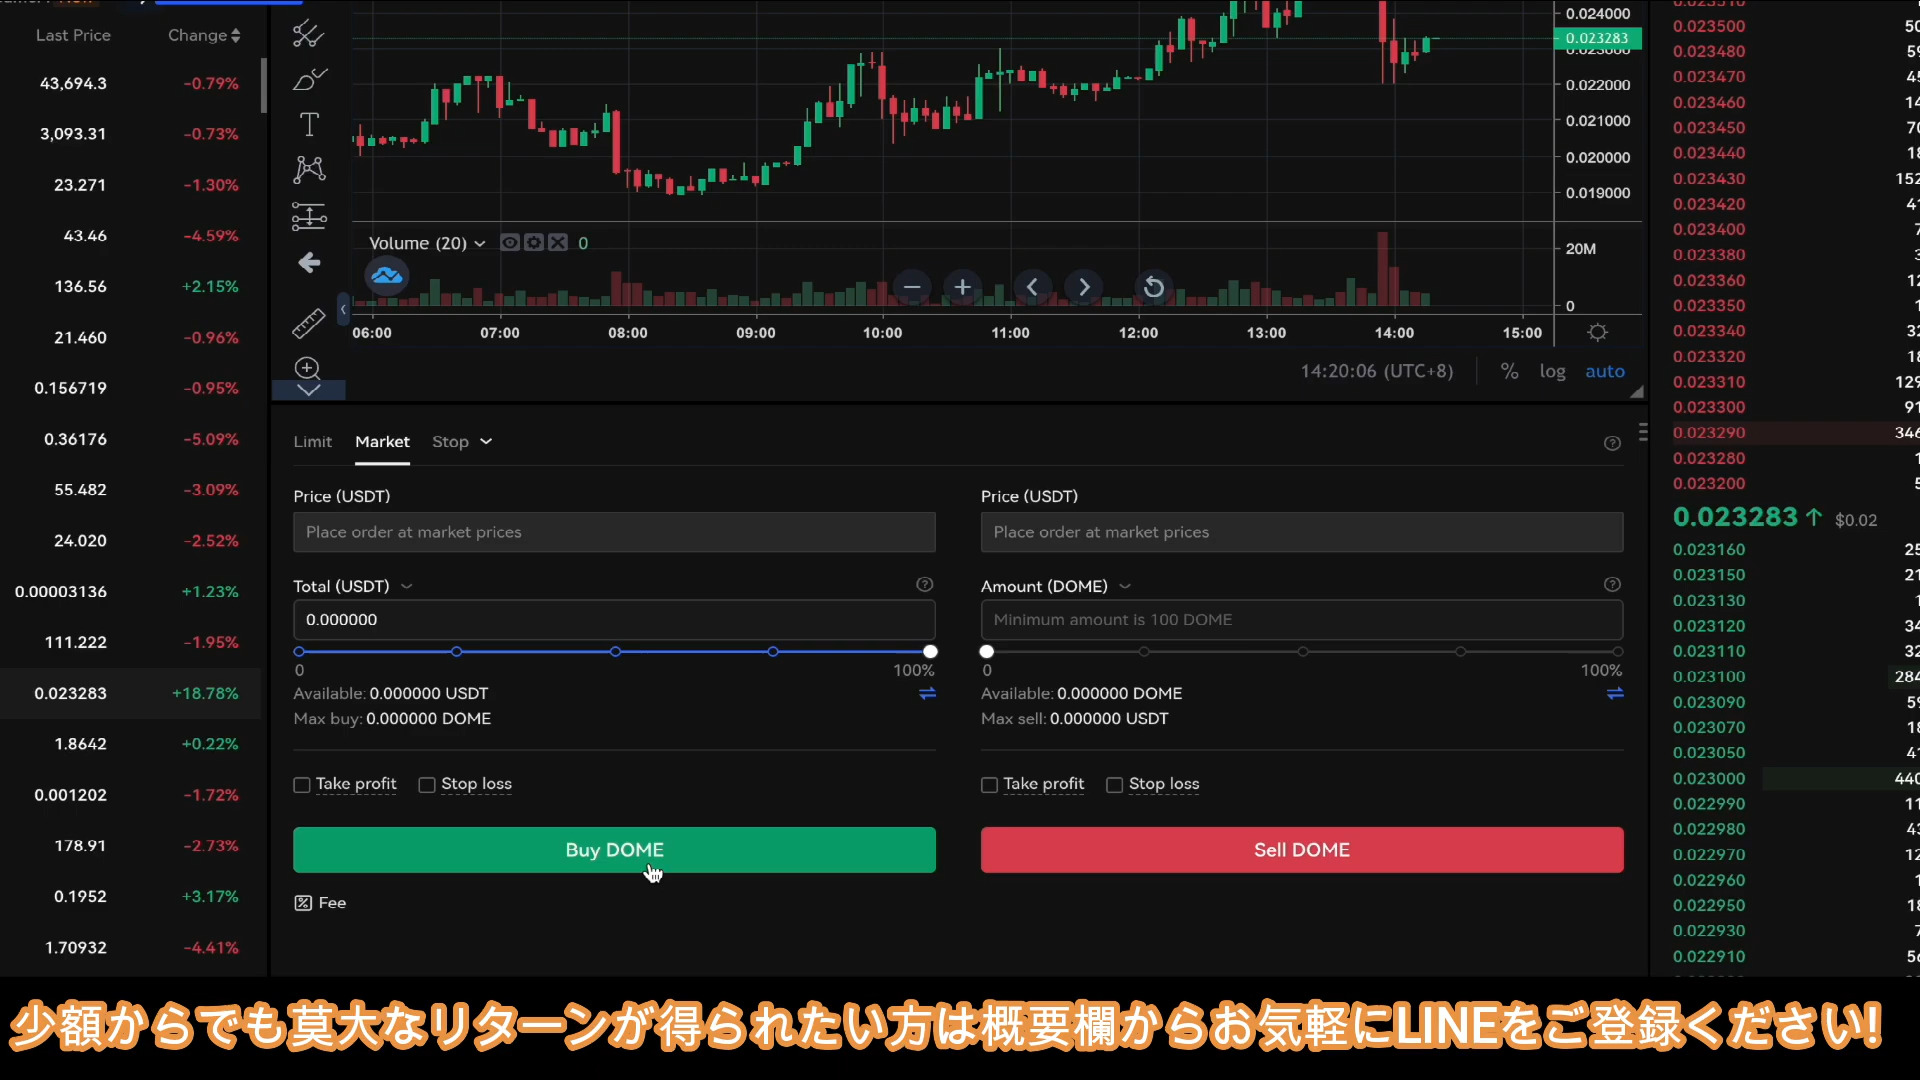 Last Price Change
43,694.3 -0.79%
3,093.31 -0.73%
23.271 -1.30%
43.46 -4.59%
136.56 +2.15%
21.460 -0.96%
0.156719 -0.95%
0.36176 -5.09%
55.482 -3.09%
24.020 -2.52%
0.00003136 +1.23%
111.222 -1.95%
0.023283 +18.78%
1.8642 +0.22%
0.001202 -1.72%
178.91 -2.73%
0.1952 +3.17%
1.70932 -4.41%
T
0.024000
0.023283
0.022000
0.021000
0.020000
0.019000
Volume (20) 0
20M
0
06:00 07:00 08:00 09:00 10:00 11:00 12:00 13:00 14:00 15:00
14:20:06 (UTC+8) % log auto
Limit Market Stop
Price (USDT)
Place order at market prices
Total (USDT)
0.000000
0 100%
Available: 0.000000 USDT
Max buy: 0.000000 DOME
Take profit Stop loss
Buy DOME
Fee
Price (USDT)
Place order at market prices
Amount (DOME)
Minimum amount is 100 DOME
0 100%
Available: 0.000000 DOME
Max sell: 0.000000 USDT
Take profit Stop loss
Sell DOME
0.023500
0.023480
0.023470
0.023460
0.023450
0.023440
0.023430
0.023420
0.023400
0.023380
0.023360
0.023350
0.023340
0.023320
0.023310
0.023300
0.023290
0.023280
0.023200
0.023283 ↑ $0.02
0.023160
0.023150
0.023130
0.023120
0.023110
0.023100
0.023090
0.023070
0.023050
0.023000
0.022990
0.022980
0.022970
0.022960
0.022950
0.022930
0.022910
少額からでも莫大なリターンが得られたい方は概要欄からお気軽にLINEをご登録ください!